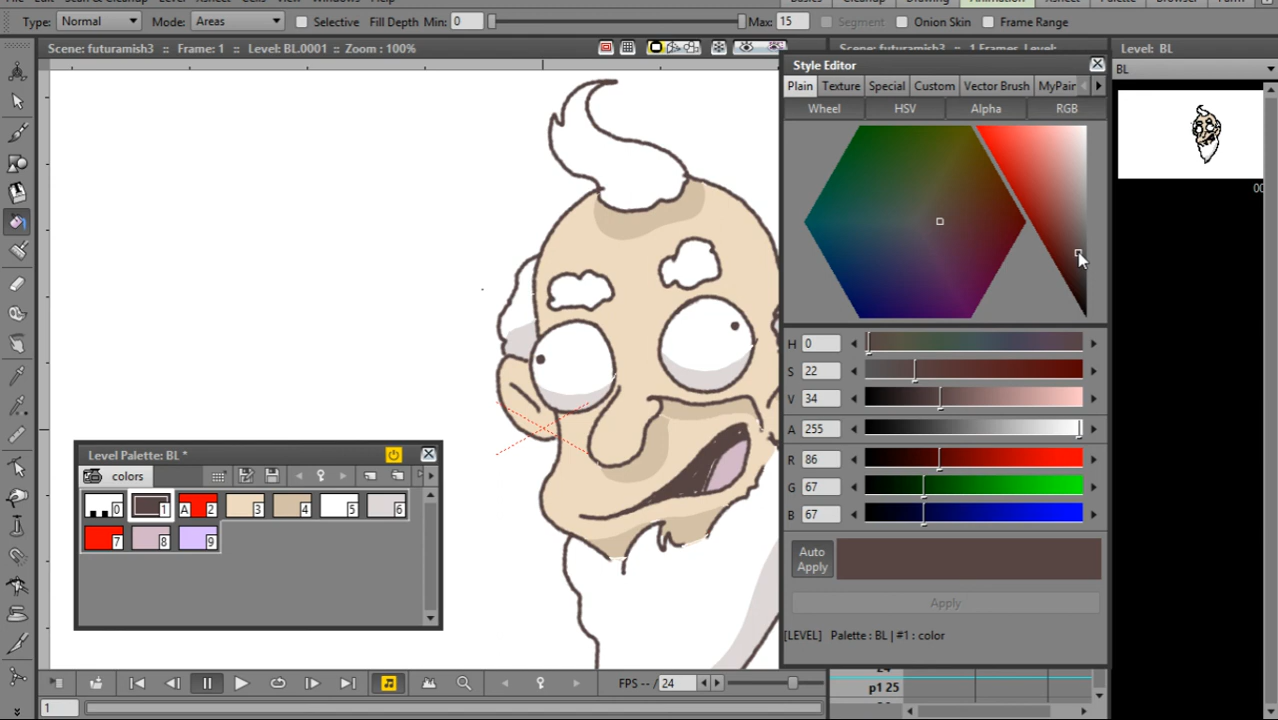 Type: Normal Mode: Areas Selective Fill Depth Min: 0 Max: 15 Segment Onion Skin Frame Range
Scene: futuramish3 :: Frame: 1 :: Level: BL.0001 :: Zoom : 100%
Level: BL
BL
Style Editor
Plain Texture Special Custom Vector Brush
Wheel HSV Alpha RGB
H 0
S 22
V 34
A 255
R 86
G 67
B 67
Auto Apply
Apply
[LEVEL] Palette : BL | #1 : color
Level Palette: BL *
colors
0 1 A 2 3 4 5 6
7 8 9
FPS -- / 24
1
p1 25